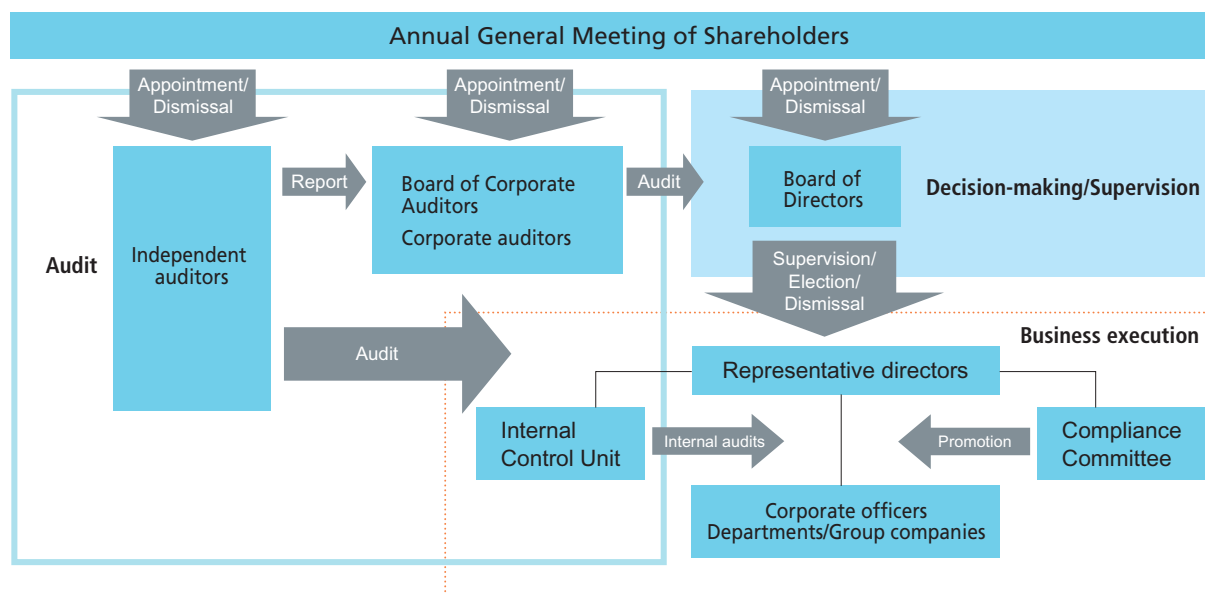 Annual General Meeting of Shareholders
Appointment/
Dismissal
Appointment/
Dismissal
Appointment/
Dismissal
Audit
Independent
auditors
Report
Board of Corporate
Auditors
Corporate auditors
Audit
Board of
Directors
Decision-making/Supervision
Supervision/
Election/
Dismissal
Audit
Business execution
Representative directors
Internal
Control Unit
Internal audits
Promotion
Compliance
Committee
Corporate officers
Departments/Group companies